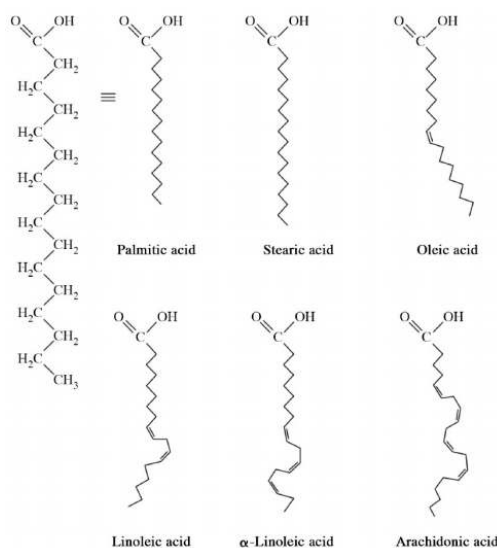 O OH O OH O OH O OH
C C C C
CH₂
H₂C
≡
CH₂
H₂C
CH₂
H₂C
CH₂
H₂C
CH₂
H₂C
CH₂
H₂C
CH₂
H₂C
CH₃
Palmitic acid Stearic acid Oleic acid
O OH O OH O OH
C C C
Linoleic acid α-Linoleic acid Arachidonic acid